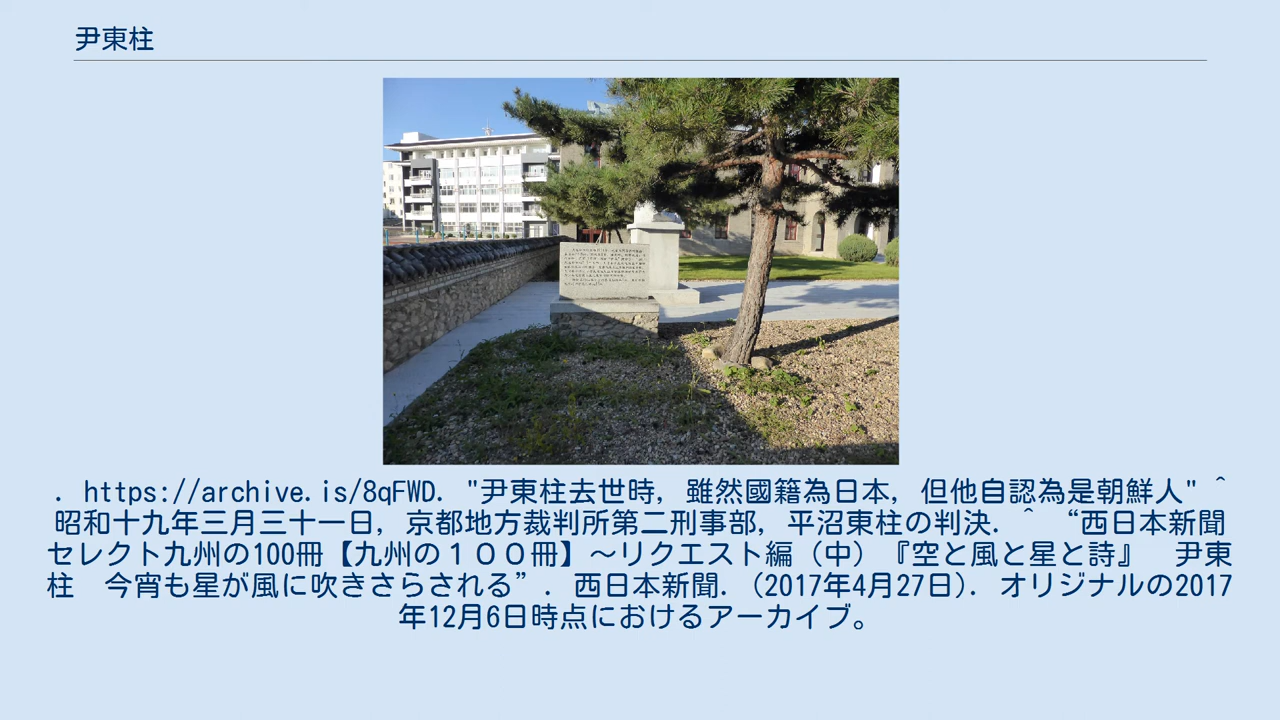 尹東柱
. https://archive.is/8qFWD. "尹東柱去世時, 雖然國籍為日本, 但他自認為是朝鮮人" ^
昭和十九年三月三十一日, 京都地方裁判所第二刑事部, 平沼東柱の判決. ^ “西日本新聞
セレクト九州の100冊【九州の１００冊】～リクエスト編（中）『空と風と星と詩』　尹東
柱　今宵も星が風に吹きさらされる”. 西日本新聞. (2017年4月27日). オリジナルの2017
年12月6日時点におけるアーカイブ。